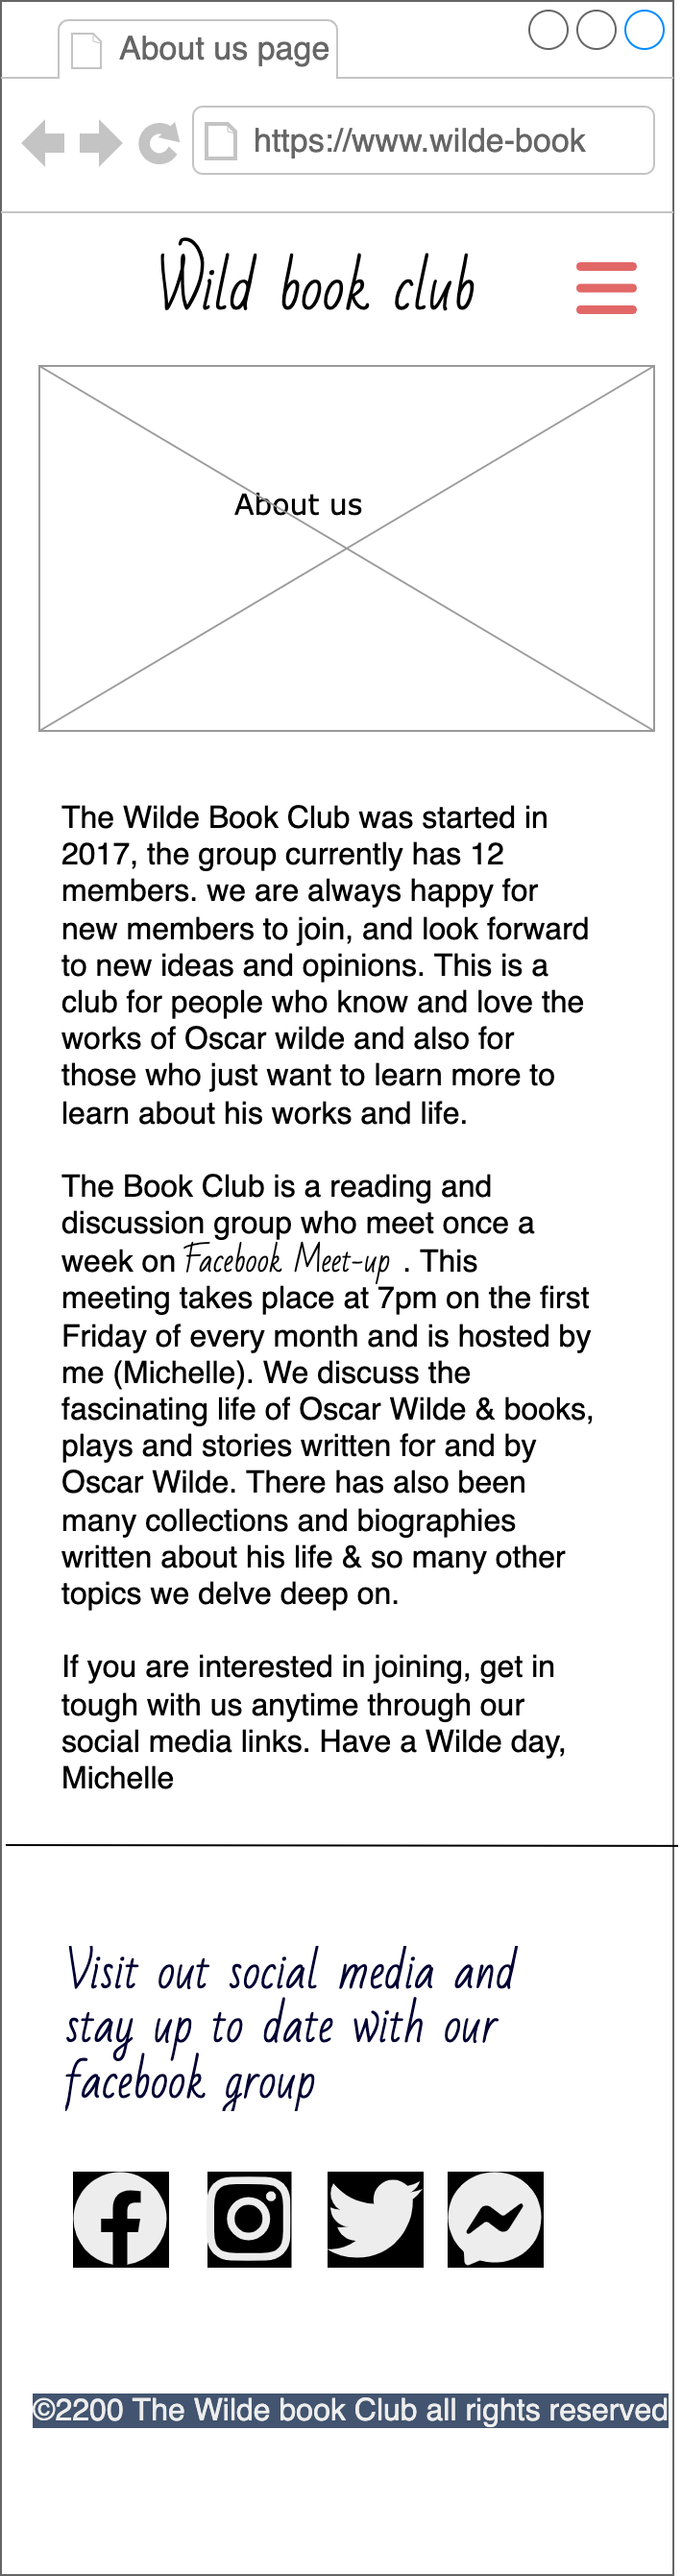 About us page
https://www.wilde-book
Wild book club
About us
The Wilde Book Club was started in
2017, the group currently has 12
members. we are always happy for
new members to join, and look forward
to new ideas and opinions. This is a
club for people who know and love the
works of Oscar wilde and also for
those who just want to learn more to
learn about his works and life.
The Book Club is a reading and
discussion group who meet once a
week on Facebook Meet-up . This
meeting takes place at 7pm on the first
Friday of every month and is hosted by
me (Michelle). We discuss the
fascinating life of Oscar Wilde & books,
plays and stories written for and by
Oscar Wilde. There has also been
many collections and biographies
written about his life & so many other
topics we delve deep on.
If you are interested in joining, get in
tough with us anytime through our
social media links. Have a Wilde day,
Michelle
Visit out social media and
stay up to date with our
facebook group
©2200 The Wilde book Club all rights reserved